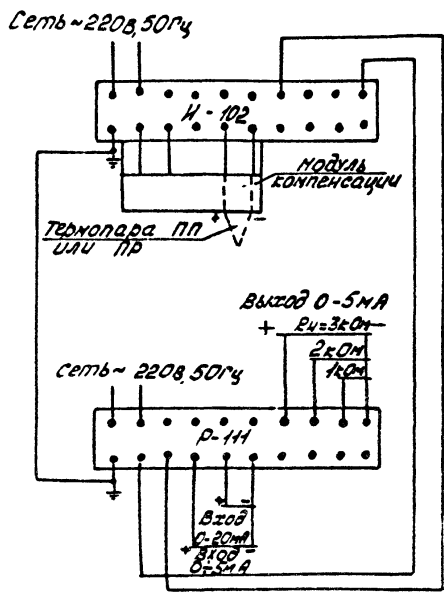 Сеть ~ 220в, 50Гц
И - 102
модуль
компенсации
+ -
Термопара ПП
или ПР
Выход 0-5мА
+ Rн=3кОм -
2кОм
1кОм
Сеть ~ 220в, 50Гц
Р-111
+ -
Вход
0-20мА
+ Вход -
0-5мА